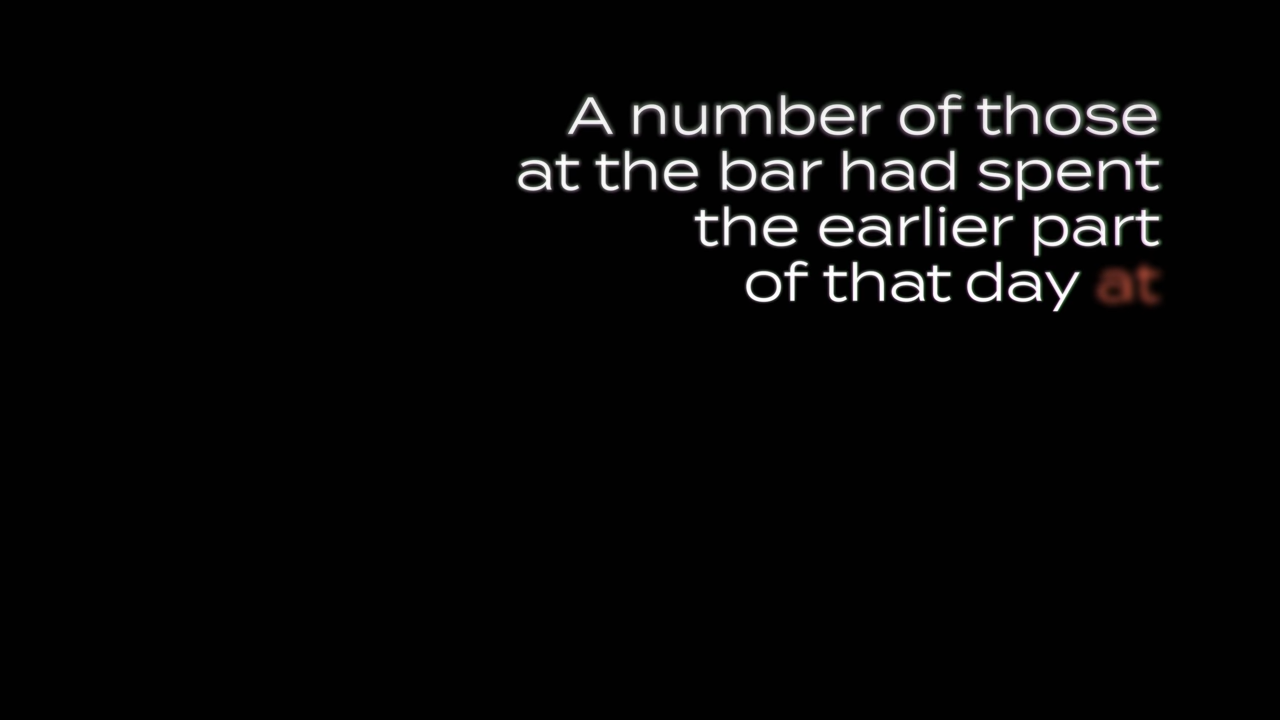 A number of those
at the bar had spent
the earlier part
of that day at